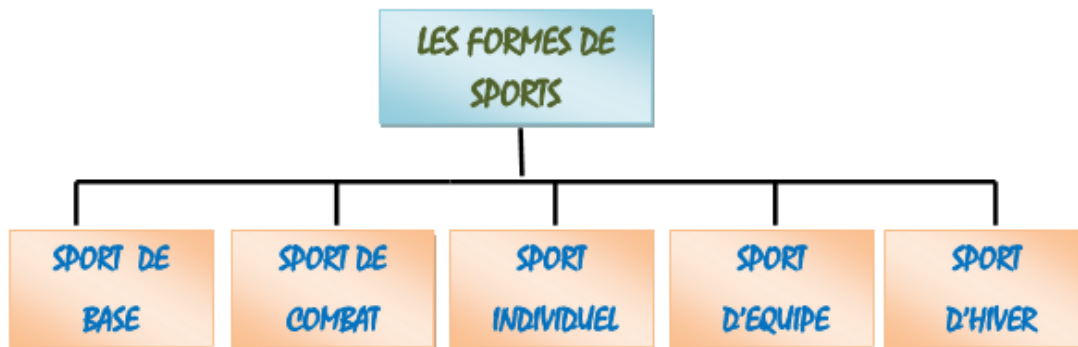 LES FORMES DE
SPORTS
SPORT DE
BASE
SPORT DE
COMBAT
SPORT
INDIVIDUEL
SPORT
D'EQUIPE
SPORT
D'HIVER